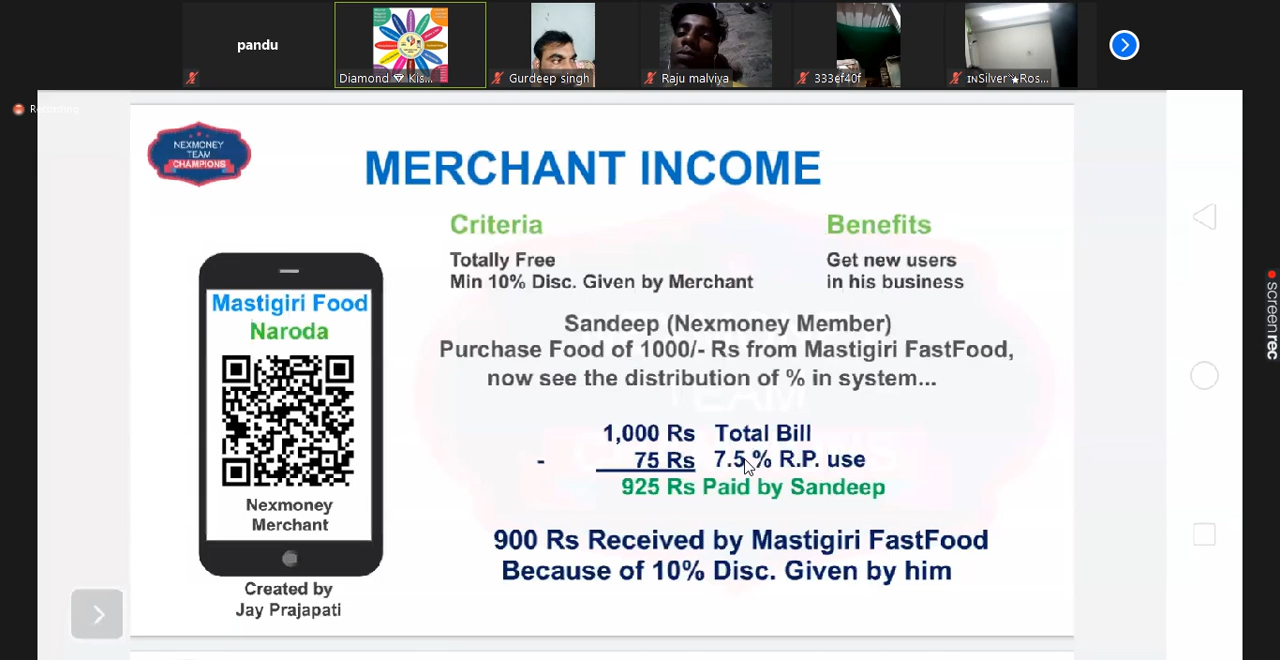 pandu
Diamond 💎 Kis...
Gurdeep singh
Raju malviya
333ef40f
ɪɴSilver★Ros...
Recording
NEXMONEY
TEAM
CHAMPIONS
MERCHANT INCOME
Criteria
Totally Free
Min 10% Disc. Given by Merchant
Benefits
Get new users
in his business
Sandeep (Nexmoney Member)
Purchase Food of 1000/- Rs from Mastigiri FastFood,
now see the distribution of % in system...
1,000 Rs Total Bill
- 75 Rs 7.5 % R.P. use
925 Rs Paid by Sandeep
900 Rs Received by Mastigiri FastFood
Because of 10% Disc. Given by him
Mastigiri Food
Naroda
Nexmoney
Merchant
Created by
Jay Prajapati
screenrec